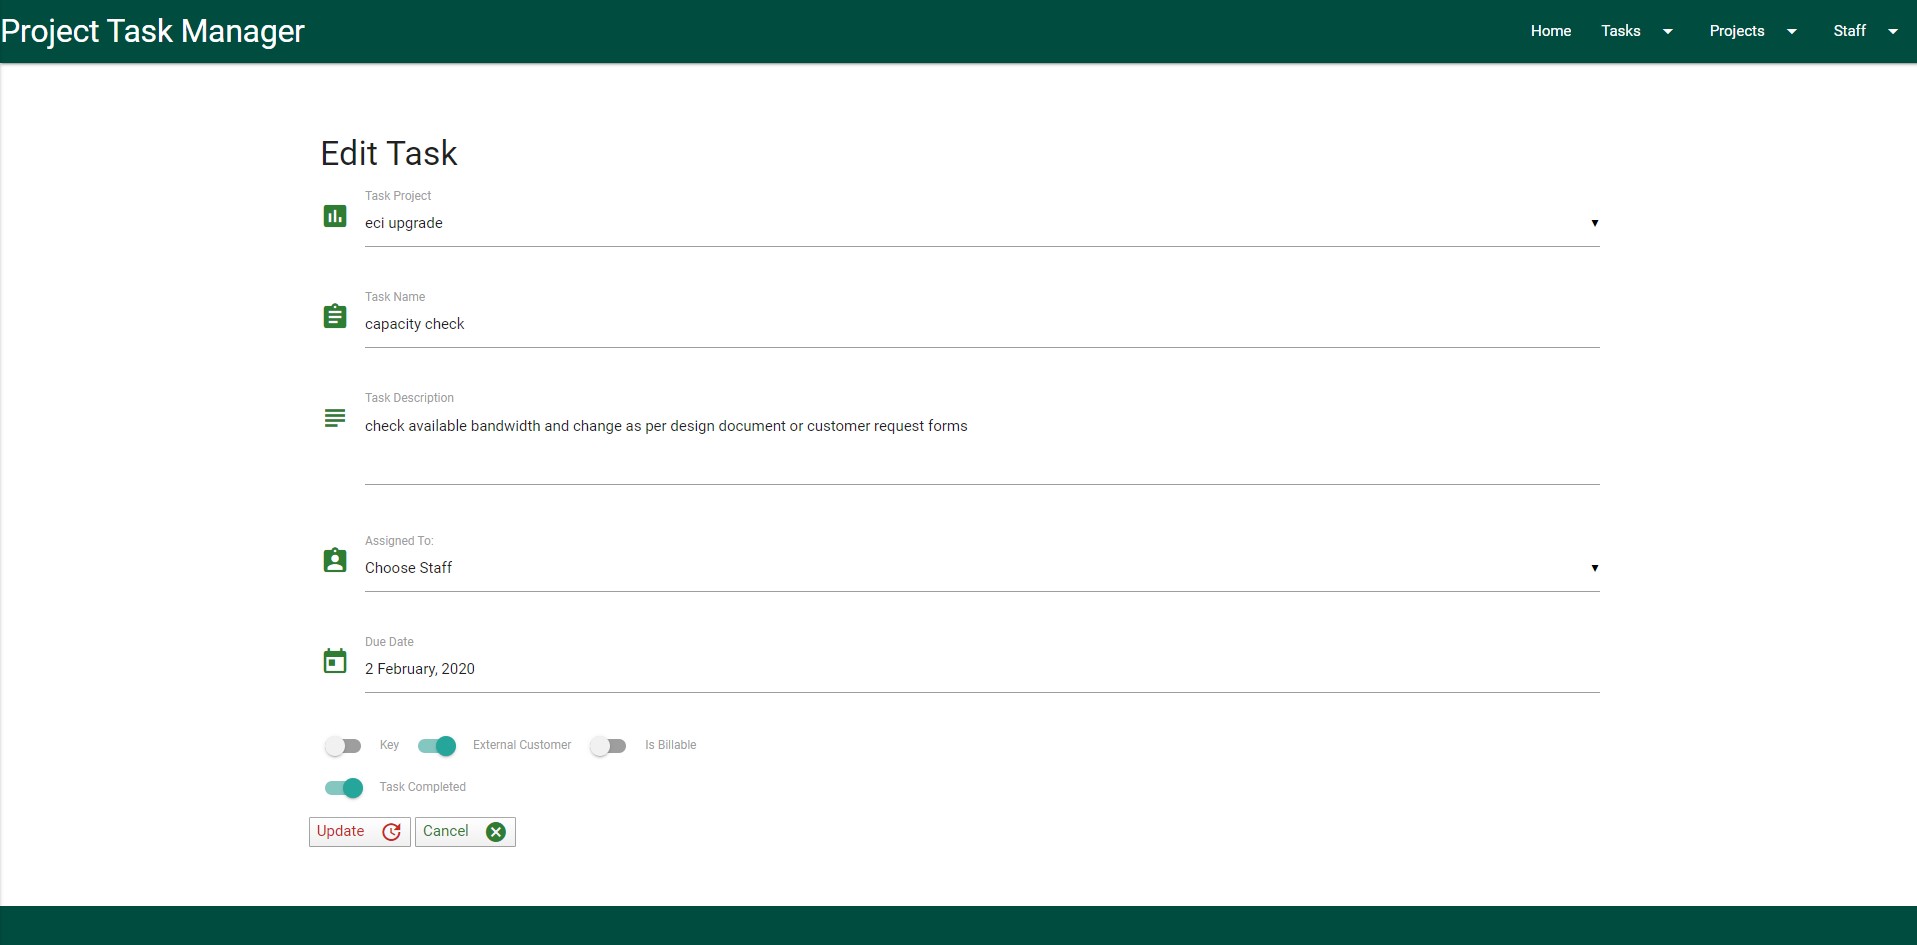 Project Task Manager
Home Tasks Projects Staff
Edit Task
Task Project
eci upgrade
Task Name
capacity check
Task Description
check available bandwidth and change as per design document or customer request forms
Assigned To:
Choose Staff
Due Date
2 February, 2020
Key External Customer Is Billable
Task Completed
Update Cancel